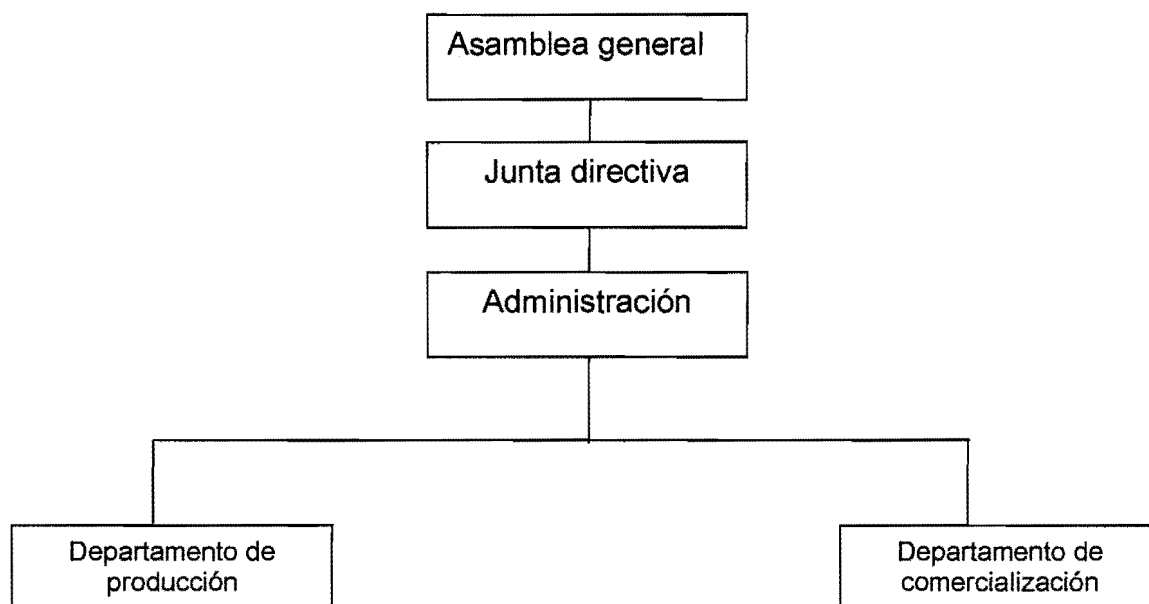 Asamblea general
Junta directiva
Administración
Departamento de
producción
Departamento de
comercialización